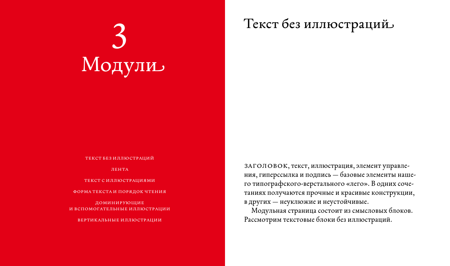 3
Модули
ТЕКСТ БЕЗ ИЛЛЮСТРАЦИЙ
ЛЕНТА
ТЕКСТ С ИЛЛЮСТРАЦИЯМИ
ФОРМА ТЕКСТА И ПОРЯДОК ЧТЕНИЯ
ДОМИНИРУЮЩИЕ
И ВСПОМОГАТЕЛЬНЫЕ ИЛЛЮСТРАЦИИ
ВЕРТИКАЛЬНЫЕ ИЛЛЮСТРАЦИИ
Текст без иллюстраций
ЗАГОЛОВОК, текст, иллюстрация, элемент управле-
ния, гиперссылка и подпись — базовые элементы наше-
го типографско-верстального «лего». В одних соче-
таниях получаются прочные и красивые конструкции,
в других — неуклюжие и неустойчивые.
Модульная страница состоит из смысловых блоков.
Рассмотрим текстовые блоки без иллюстраций.